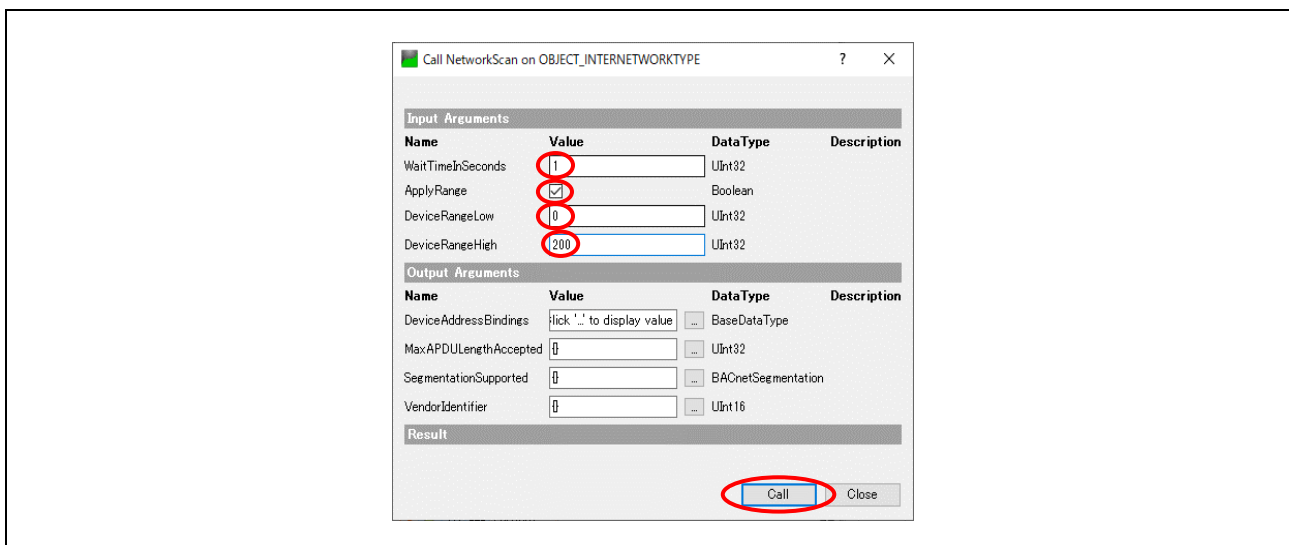 Call NetworkScan on OBJECT_INTERNETWORKTYPE ? ✕
Input Arguments
Name Value DataType Description
WaitTimeInSeconds 1 UInt32
ApplyRange Boolean
DeviceRangeLow 0 UInt32
DeviceRangeHigh 200 UInt32
Output Arguments
Name Value DataType Description
DeviceAddressBindings lick '...' to display value ... BaseDataType
MaxAPDULengthAccepted {} ... UInt32
SegmentationSupported {} ... BACnetSegmentation
VendorIdentifier {} ... UInt16
Result
Call Close